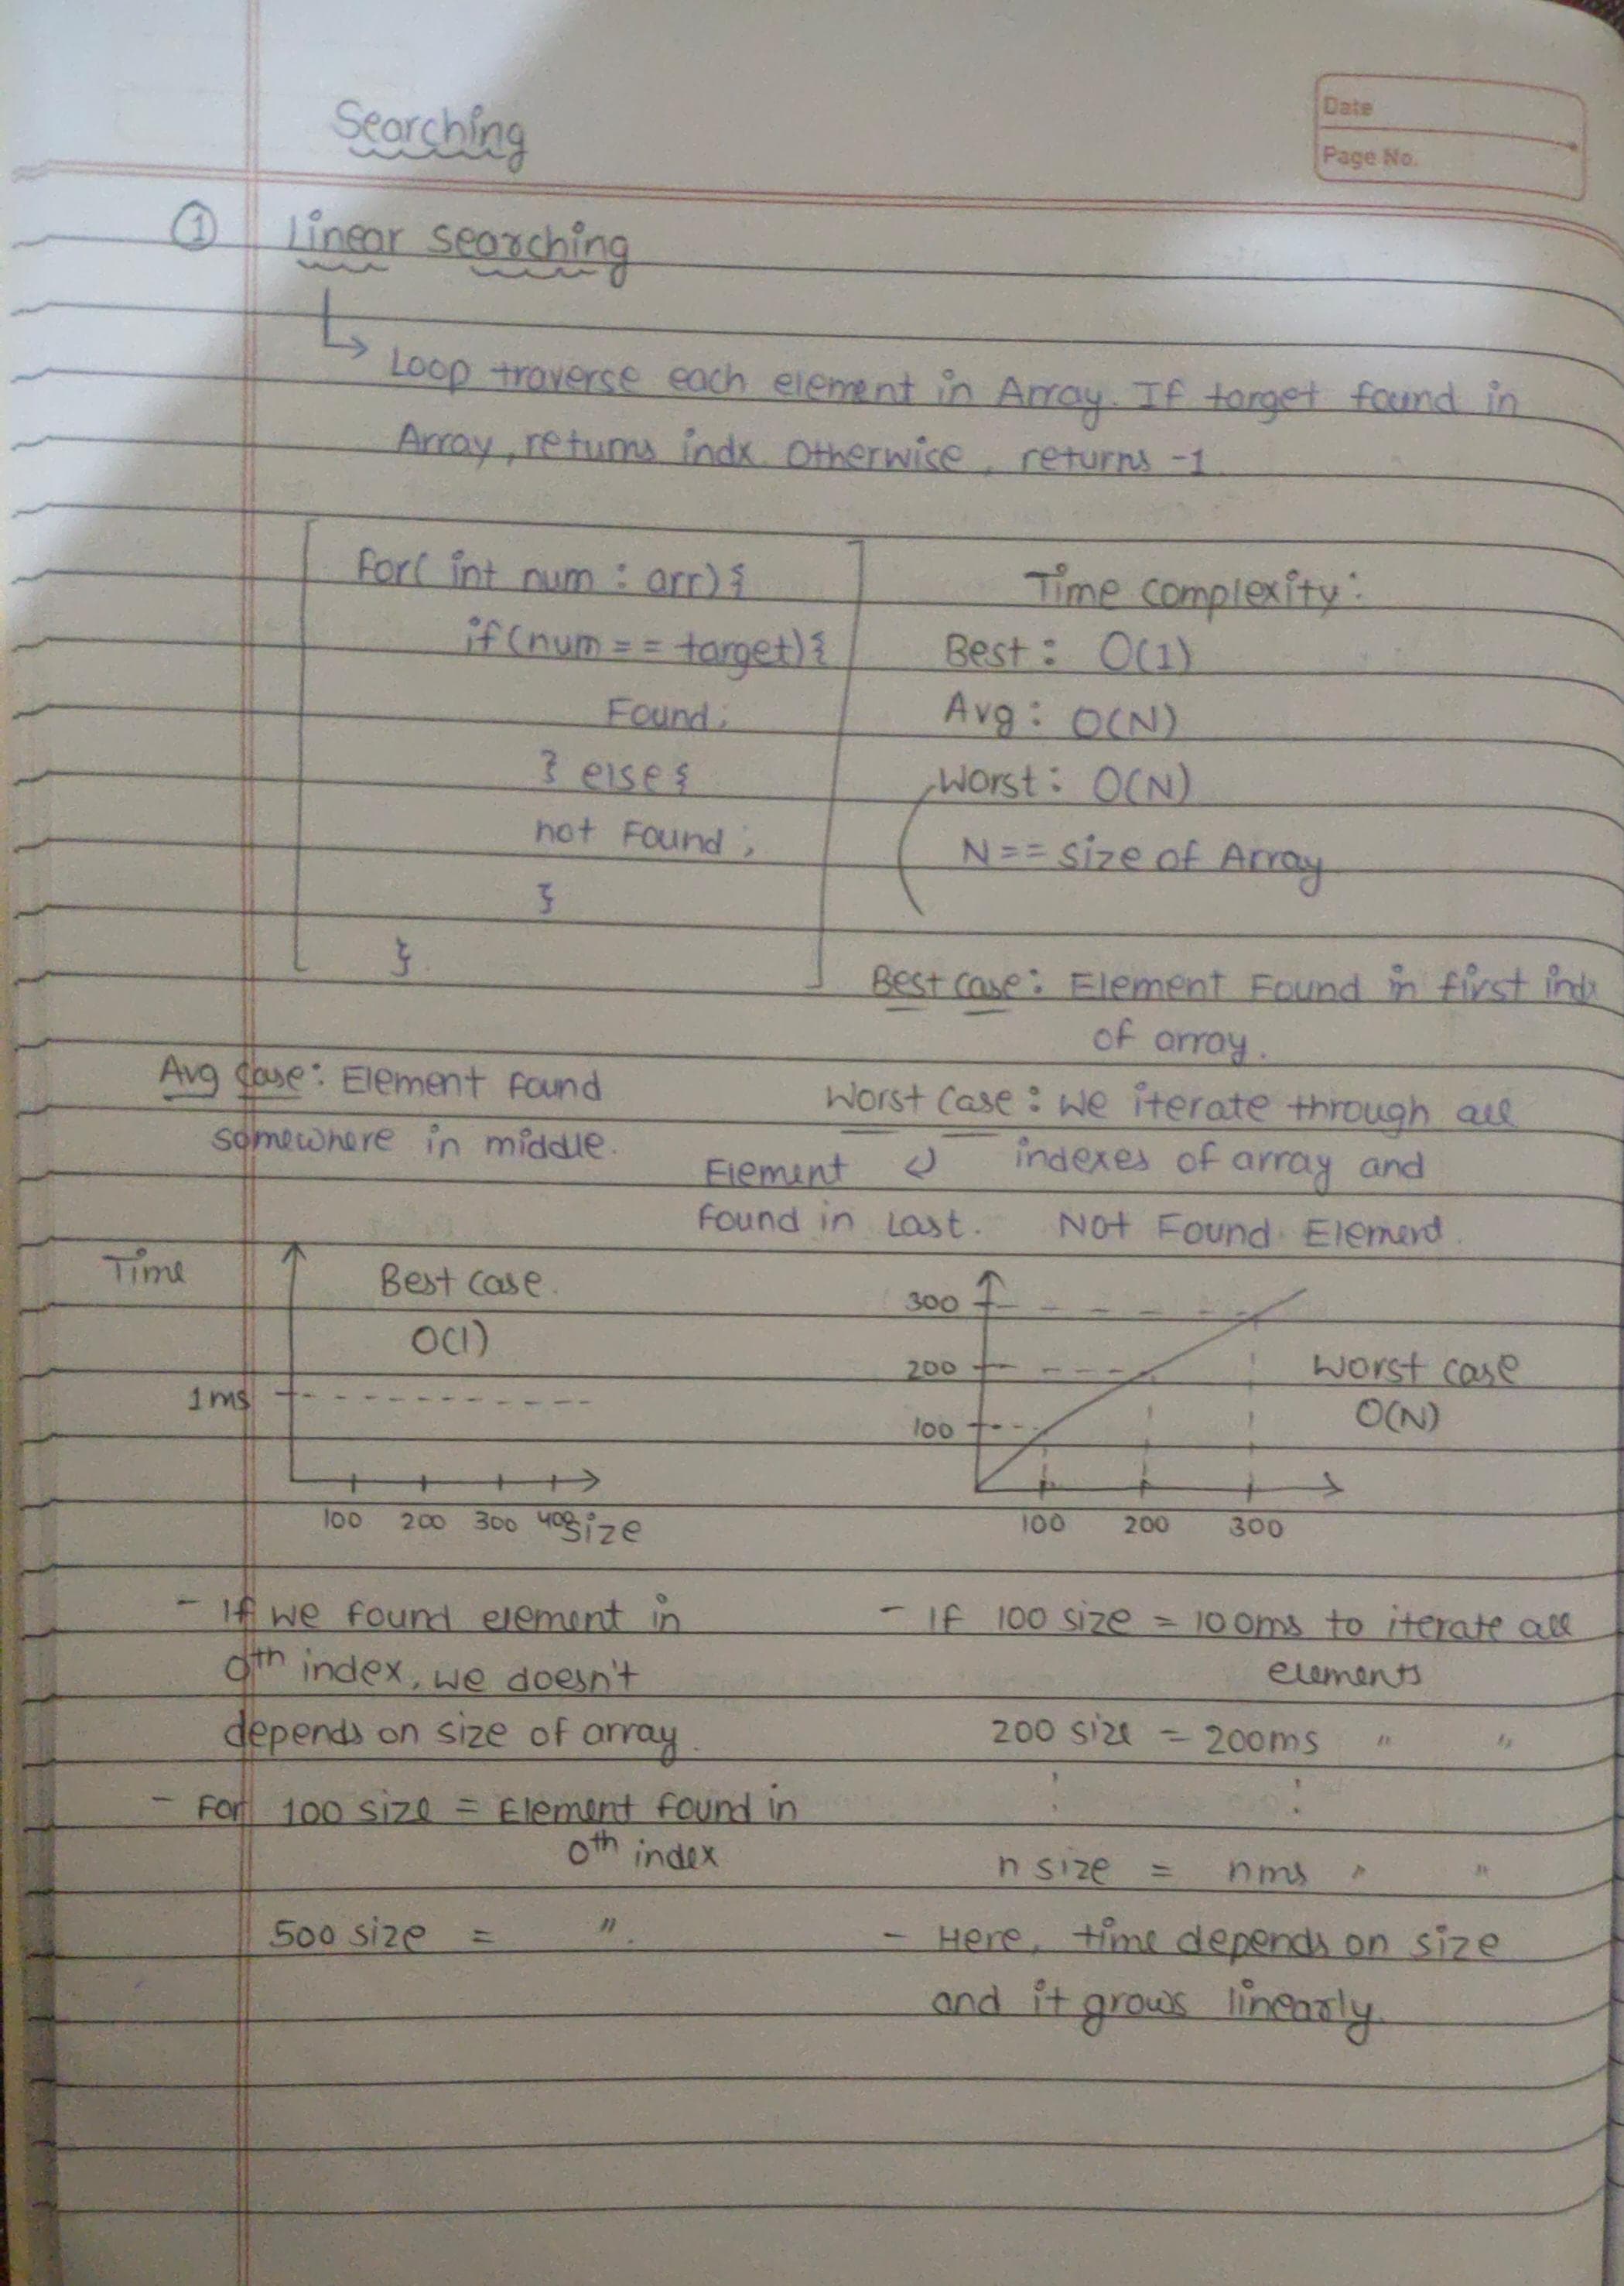 Searching
Date
Page No.
① Linear searching
↳ Loop traverse each element in Array. If target found in
Array, returns indx. Otherwise, returns -1
For( int num : arr) {
if (num == target) {
Found;
} else {
not Found;
}
}
Time complexity:
Best: O(1)
Avg: O(N)
Worst: O(N)
N == size of Array
Best case: Element Found in first indx
of array.
Avg case: Element found
somewhere in middle.
Worst case: we iterate through all
indexes of array and
Not Found Element
Element
found in Last.
Time
Best case.
O(1)
1ms
100 200 300 400
Size
300
200
100
Worst case
O(N)
100 200 300
- If we found element in
0th index, we doesn't
depends on size of array.
- For 100 size = Element found in
0th index
500 size = ".
- If 100 size = 100ms to iterate all
elements
200 size = 200ms " "
: :
n size = nms " "
- Here, time depends on size
and it grows linearly.